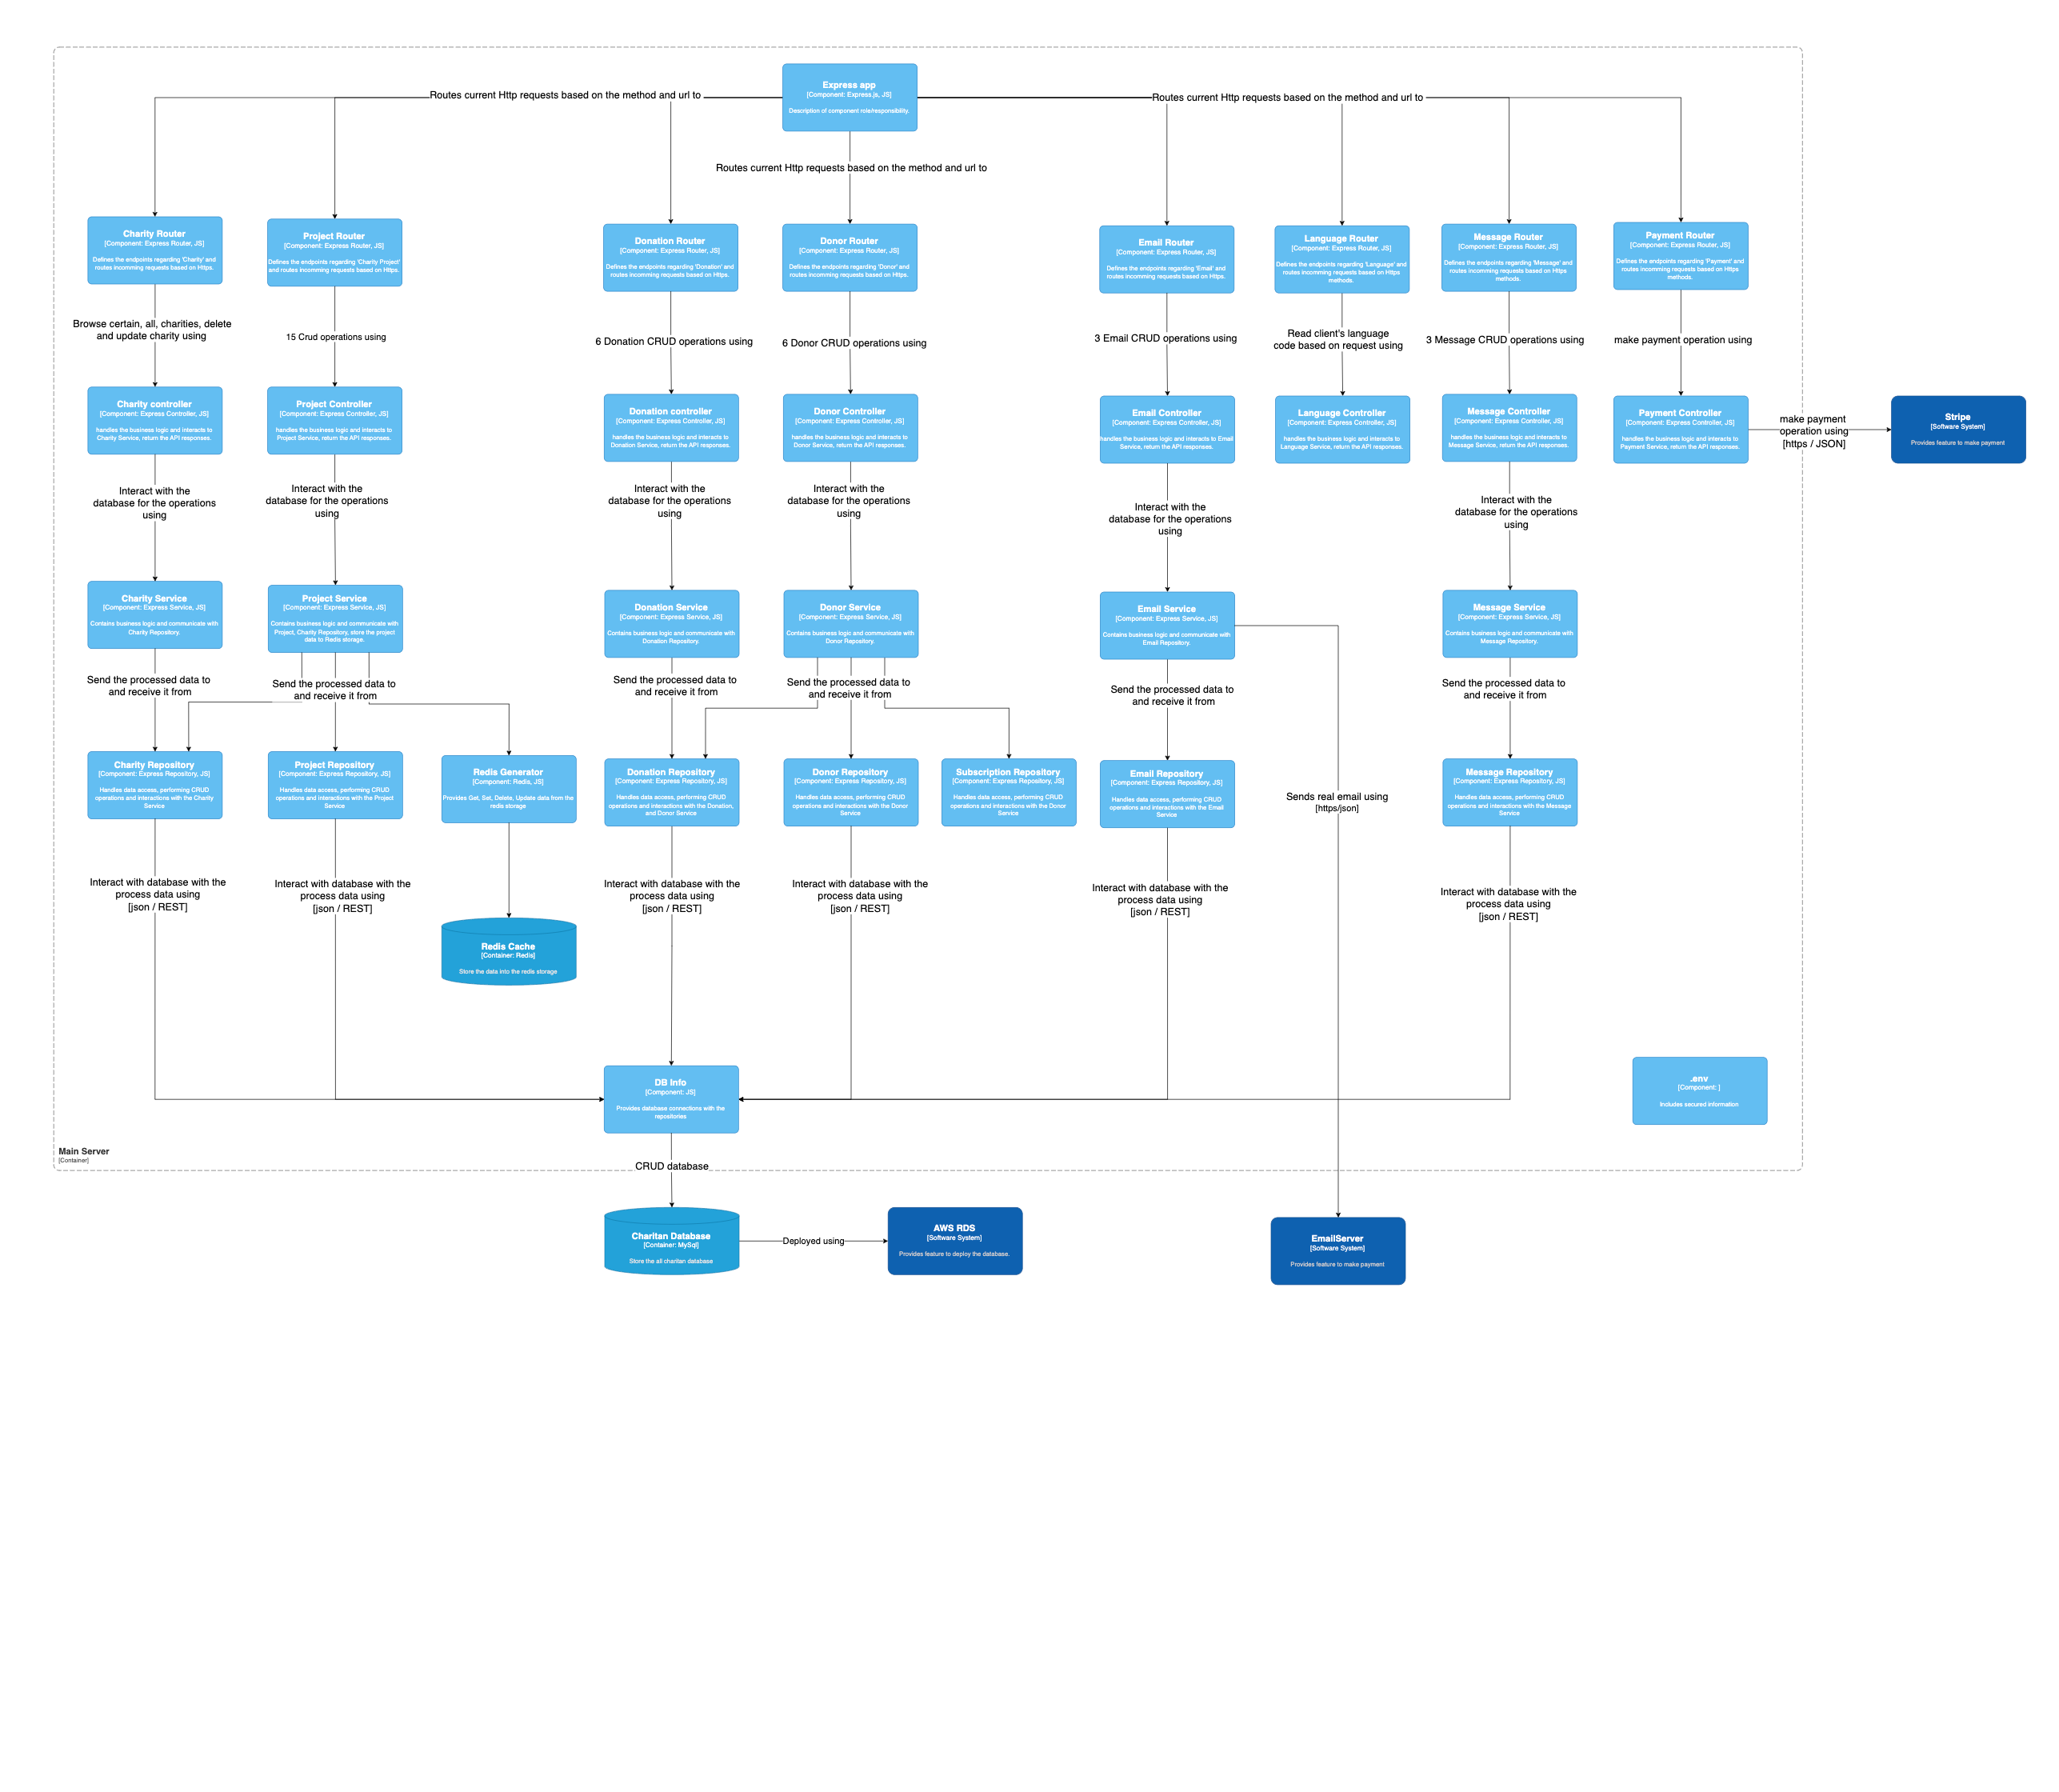 Express app
[Component: Express.js, JS]
Description of component role/responsibility.
Routes current Http requests based on the method and url to
Routes current Http requests based on the method and url to
Routes current Http requests based on the method and url to
Charity Router
[Component: Express Router, JS]
Defines the endpoints regarding 'Charity' and
routes incomming requests based on Https.
Project Router
[Component: Express Router, JS]
Defines the endpoints regarding 'Charity Project'
and routes incomming requests based on Https.
Donation Router
[Component: Express Router, JS]
Defines the endpoints regarding 'Donation' and
routes incomming requests based on Https.
Donor Router
[Component: Express Router, JS]
Defines the endpoints regarding 'Donor' and
routes incomming requests based on Https.
Email Router
[Component: Express Router, JS]
Defines the endpoints regarding 'Email' and
routes incomming requests based on Https.
Language Router
[Component: Express Router, JS]
Defines the endpoints regarding 'Language' and
routes incomming requests based on Https
methods.
Message Router
[Component: Express Router, JS]
Defines the endpoints regarding 'Message' and
routes incomming requests based on Https
methods.
Payment Router
[Component: Express Router, JS]
Defines the endpoints regarding 'Payment' and
routes incomming requests based on Https
methods.
Browse certain, all, charities, delete
and update charity using
15 Crud operations using
6 Donation CRUD operations using
6 Donor CRUD operations using
3 Email CRUD operations using
Read client's language
code based on request using
3 Message CRUD operations using
make payment operation using
Charity controller
[Component: Express Controller, JS]
handles the business logic and interacts to
Charity Service, return the API responses.
Project Controller
[Component: Express Controller, JS]
handles the business logic and interacts to
Project Service, return the API responses.
Donation controller
[Component: Express Controller, JS]
handles the business logic and interacts to
Donation Service, return the API responses.
Donor Controller
[Component: Express Controller, JS]
handles the business logic and interacts to
Donor Service, return the API responses.
Email Controller
[Component: Express Controller, JS]
handles the business logic and interacts to Email
Service, return the API responses.
Language Controller
[Component: Express Controller, JS]
handles the business logic and interacts to
Language Service, return the API responses.
Message Controller
[Component: Express Controller, JS]
handles the business logic and interacts to
Message Service, return the API responses.
Payment Controller
[Component: Express Controller, JS]
handles the business logic and interacts to
Payment Service, return the API responses.
make payment
operation using
[https / JSON]
Stripe
[Software System]
Provides feature to make payment
Interact with the
database for the operations
using
Interact with the
database for the operations
using
Interact with the
database for the operations
using
Interact with the
database for the operations
using
Interact with the
database for the operations
using
Interact with the
database for the operations
using
Charity Service
[Component: Express Service, JS]
Contains business logic and communicate with
Charity Repository.
Project Service
[Component: Express Service, JS]
Contains business logic and communicate with
Project, Charity Repository, store the project
data to Redis storage.
Donation Service
[Component: Express Service, JS]
Contains business logic and communicate with
Donation Repository.
Donor Service
[Component: Express Service, JS]
Contains business logic and communicate with
Donor Repository.
Email Service
[Component: Express Service, JS]
Contains business logic and communicate with
Email Repository.
Message Service
[Component: Express Service, JS]
Contains business logic and communicate with
Message Repository.
Send the processed data to
and receive it from
Send the processed data to
and receive it from
Send the processed data to
and receive it from
Send the processed data to
and receive it from
Send the processed data to
and receive it from
Send the processed data to
and receive it from
Charity Repository
[Component: Express Repository, JS]
Handles data access, performing CRUD
operations and interactions with the Charity
Service
Project Repository
[Component: Express Repository, JS]
Handles data access, performing CRUD
operations and interactions with the Project
Service
Redis Generator
[Component: Redis, JS]
Provides Get, Set, Delete, Update data from the
redis storage
Donation Repository
[Component: Express Repository, JS]
Handles data access, performing CRUD
operations and interactions with the Donation,
and Donor Service
Donor Repository
[Component: Express Repository, JS]
Handles data access, performing CRUD
operations and interactions with the Donor
Service
Subscription Repository
[Component: Express Repository, JS]
Handles data access, performing CRUD
operations and interactions with the Donor
Service
Email Repository
[Component: Express Repository, JS]
Handles data access, performing CRUD
operations and interactions with the Email
Service
Sends real email using
[https/json]
Message Repository
[Component: Express Repository, JS]
Handles data access, performing CRUD
operations and interactions with the Message
Service
Interact with database with the
process data using
[json / REST]
Interact with database with the
process data using
[json / REST]
Interact with database with the
process data using
[json / REST]
Interact with database with the
process data using
[json / REST]
Interact with database with the
process data using
[json / REST]
Interact with database with the
process data using
[json / REST]
Redis Cache
[Container: Redis]
Store the data into the redis storage
DB Info
[Component: JS]
Provides database connections with the
repositories
.env
[Component: ]
Includes secured information
Main Server
[Container]
CRUD database
Charitan Database
[Container: MySql]
Store the all charitan database
Deployed using
AWS RDS
[Software System]
Provides feature to deploy the database.
EmailServer
[Software System]
Provides feature to make payment